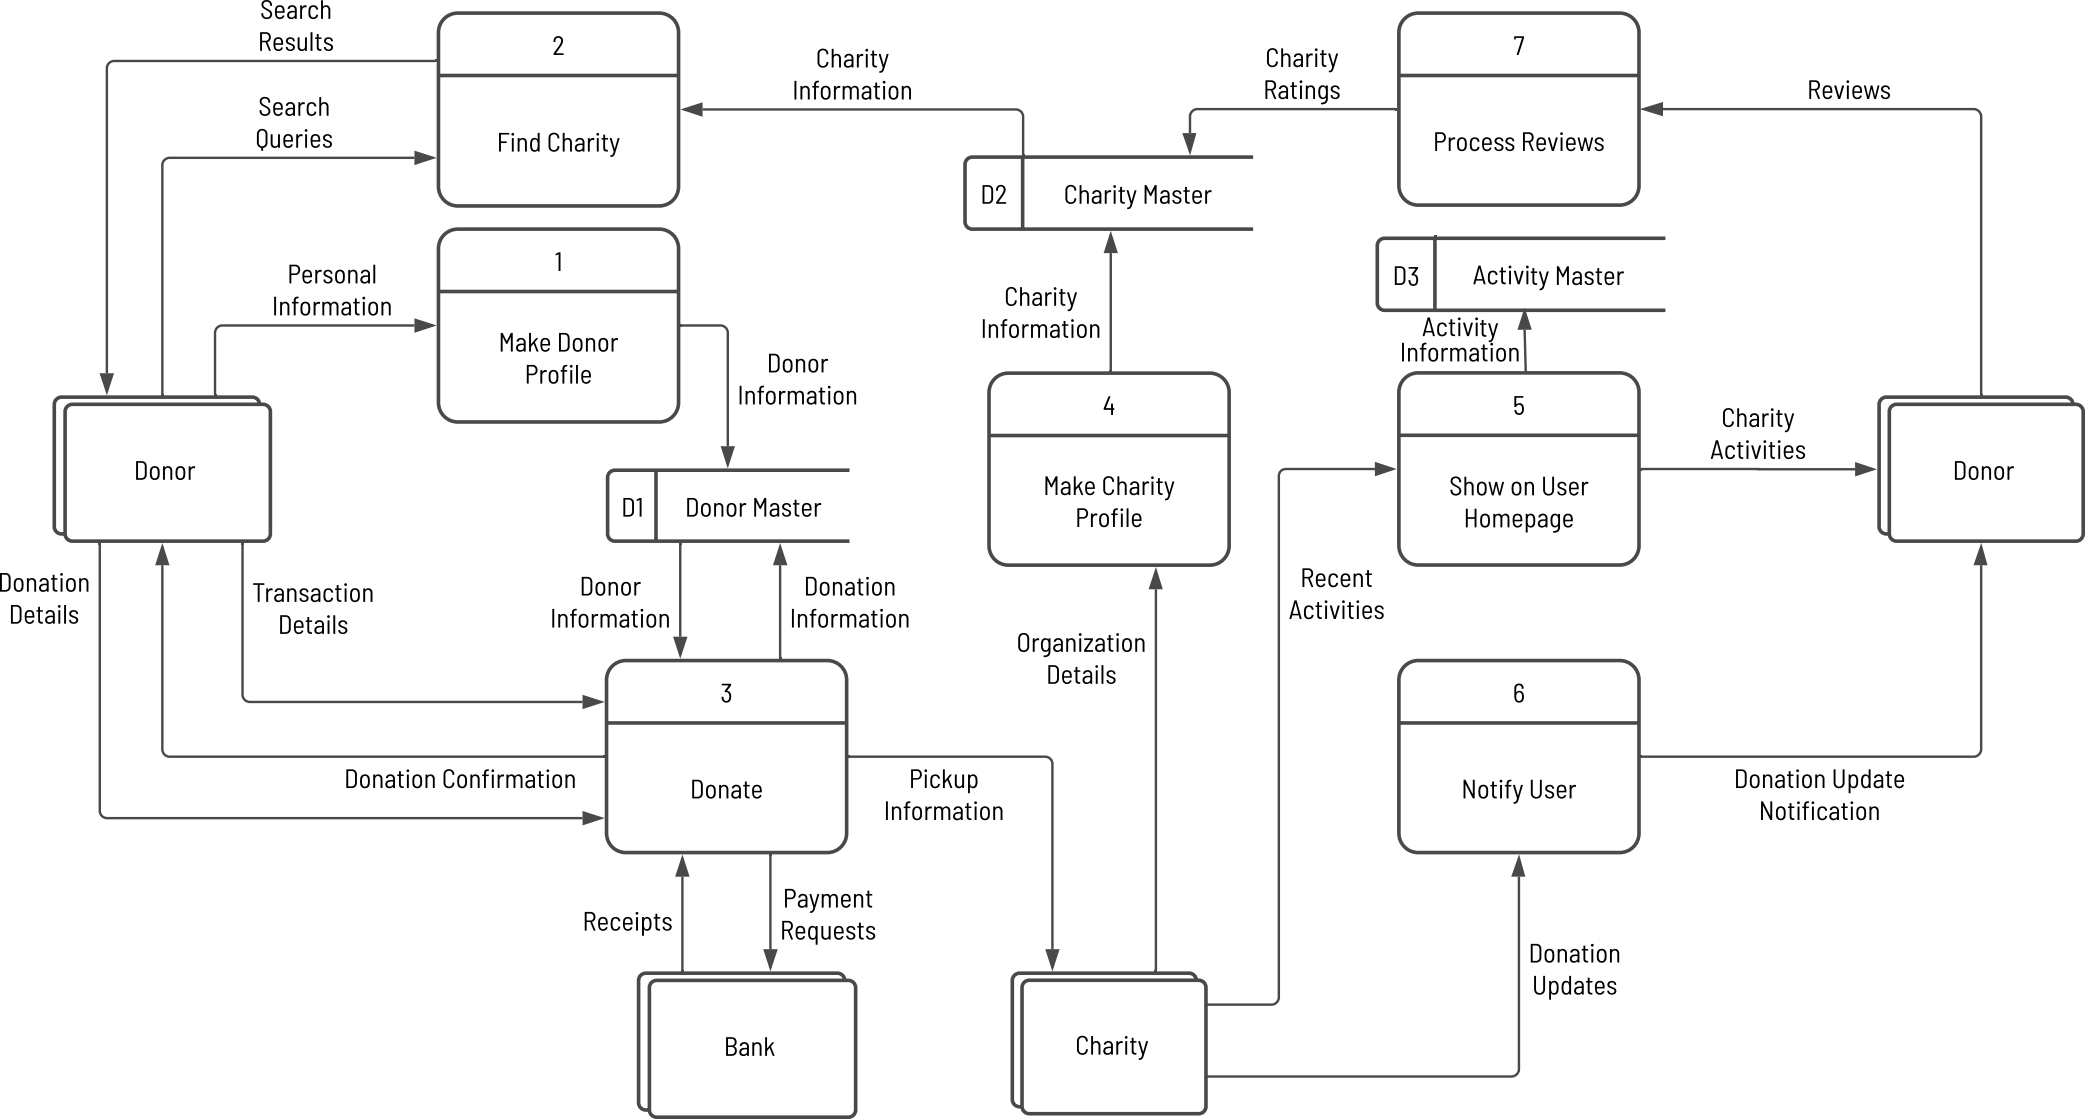 Search
Results
2
Find Charity
Charity
Information
Charity
Ratings
7
Process Reviews
Reviews
Search
Queries
D2
Charity Master
1
Make Donor
Profile
Personal
Information
Donor
Information
Charity
Information
D3
Activity Master
Activity
Information
Donor
D1
Donor Master
4
Make Charity
Profile
5
Show on User
Homepage
Charity
Activities
Donor
Donation
Details
Transaction
Details
Donor
Information
Donation
Information
Organization
Details
Recent
Activities
3
Donate
Donation Confirmation
Pickup
Information
6
Notify User
Donation Update
Notification
Receipts
Payment
Requests
Donation
Updates
Bank
Charity